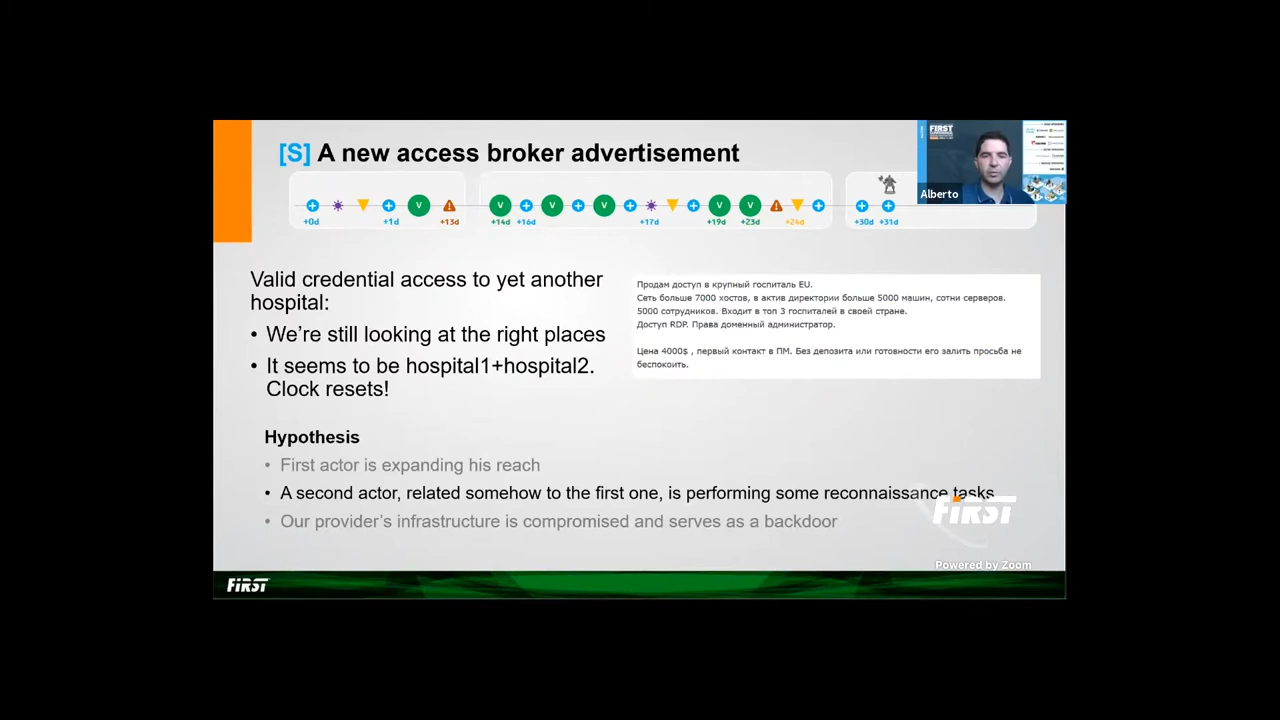 [S] A new access broker advertisement
FIRST
Alberto
V
V
V
V
V
V
+0d
+1d
+13d
+14d
+16d
+17d
+19d
+23d
+24d
+30d
+31d
Valid credential access to yet another
hospital:
• We’re still looking at the right places
• It seems to be hospital1+hospital2.
Clock resets!
Продам доступ в крупный госпиталь EU.
Сеть больше 7000 хостов, в актив директории больше 5000 машин, сотни серверов.
5000 сотрудников. Входит в топ 3 госпиталей в своей стране.
Доступ RDP. Права доменный администратор.
Цена 4000$ , первый контакт в ПМ. Без депозита или готовности его залить просьба не
беспокоить.
Hypothesis
• First actor is expanding his reach
• A second actor, related somehow to the first one, is performing some reconnaissance tasks
• Our provider’s infrastructure is compromised and serves as a backdoor
FIRST
Powered by Zoom
FIRST